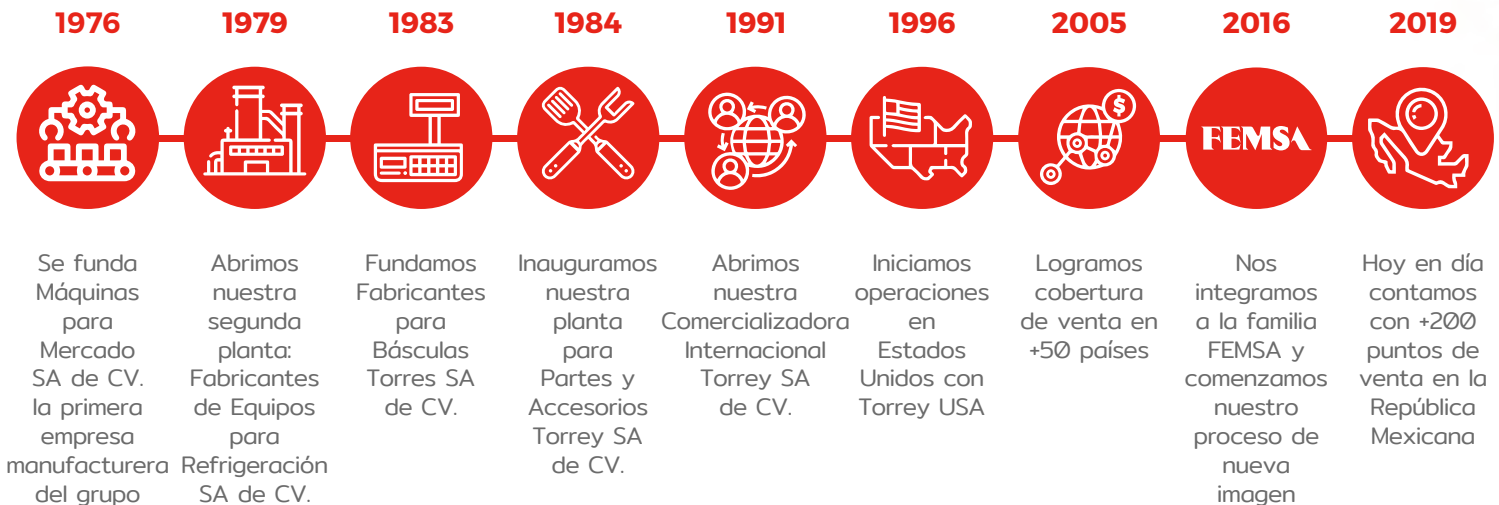 1976
Se funda
Máquinas
para
Mercado
SA de CV.
la primera
empresa
manufacturera
del grupo
1979
Abrimos
nuestra
segunda
planta:
Fabricantes
de Equipos
para
Refrigeración
SA de CV.
1983
Fundamos
Fabricantes
para
Básculas
Torres SA
de CV.
1984
Inauguramos
nuestra
planta
para
Partes y
Accesorios
Torrey SA
de CV.
1991
Abrimos
nuestra
Comercializadora
Internacional
Torrey SA
de CV.
1996
Iniciamos
operaciones
en
Estados
Unidos con
Torrey USA
2005
$
Logramos
cobertura
de venta en
+50 países
2016
FEMSA
Nos
integramos
a la familia
FEMSA y
comenzamos
nuestro
proceso de
nueva
imagen
2019
Hoy en día
contamos
con +200
puntos de
venta en la
República
Mexicana